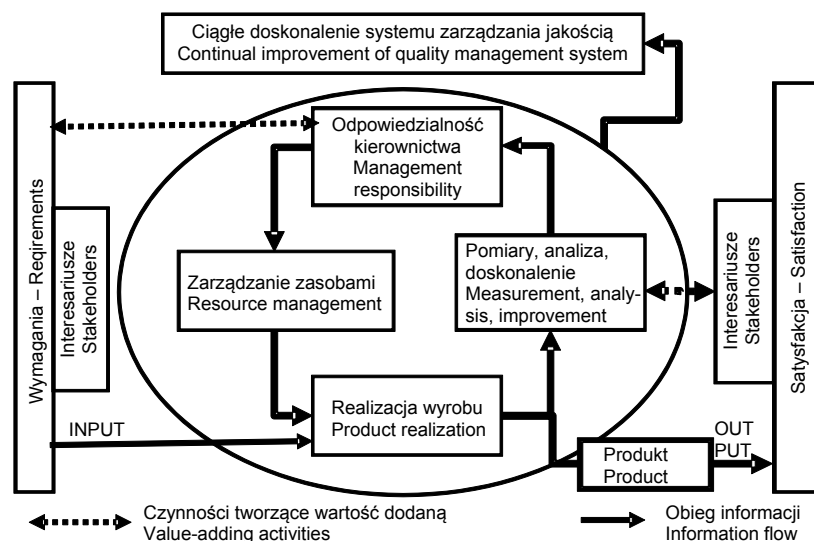 Ciągłe doskonalenie systemu zarządzania jakością
Continual improvement of quality management system
Wymagania – Reqirements
Interesariusze
Stakeholders
Odpowiedzialność
kierownictwa
Management
responsibility
Zarządzanie zasobami
Resource management
Pomiary, analiza,
doskonalenie
Measurement, analy-
sis, improvement
Interesariusze
Stakeholders
Satysfakcja – Satisfaction
INPUT
Realizacja wyrobu
Product realization
Produkt
Product
OUT
PUT
Czynności tworzące wartość dodaną
Value-adding activities
Obieg informacji
Information flow